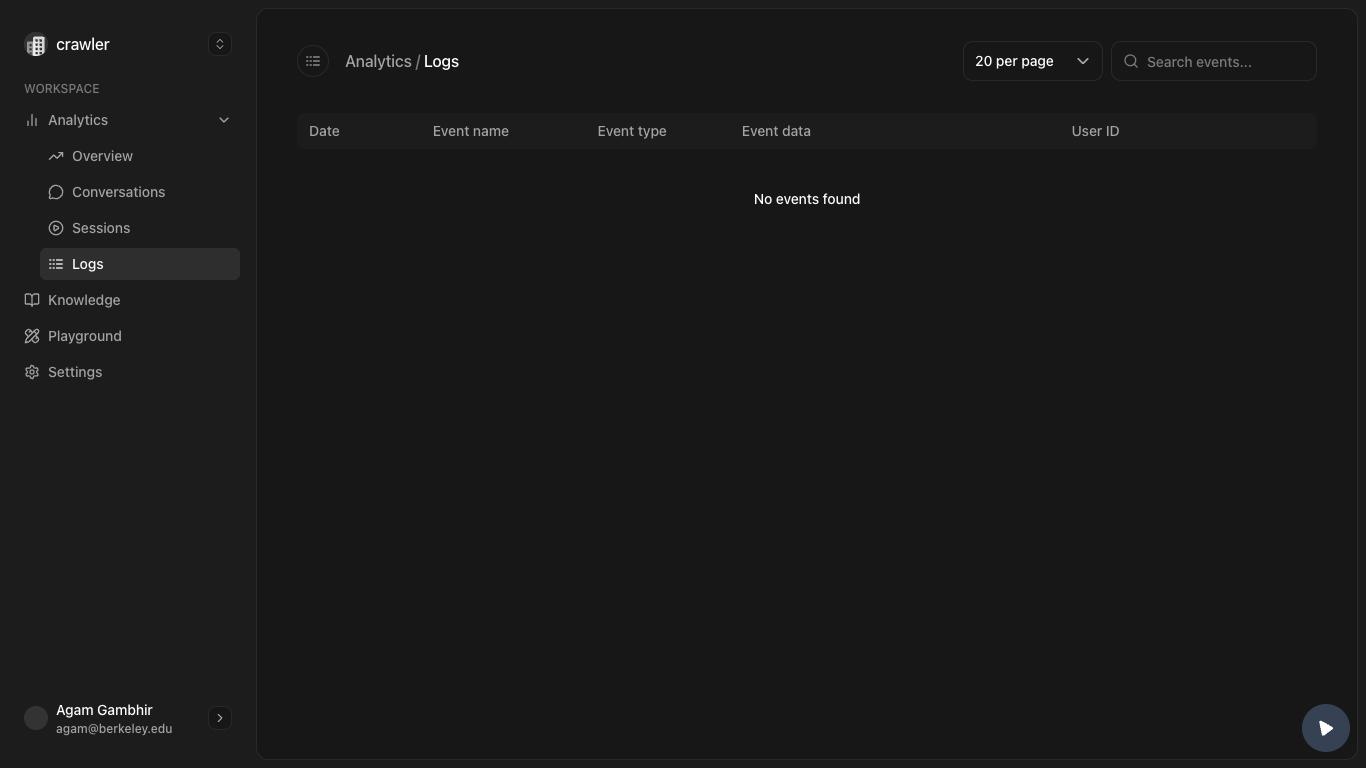 crawler
WORKSPACE
Analytics
Overview
Conversations
Sessions
Logs
Knowledge
Playground
Settings
Agam Gambhir
agam@berkeley.edu
Analytics / Logs
20 per page
Search events...
Date Event name Event type Event data User ID
No events found